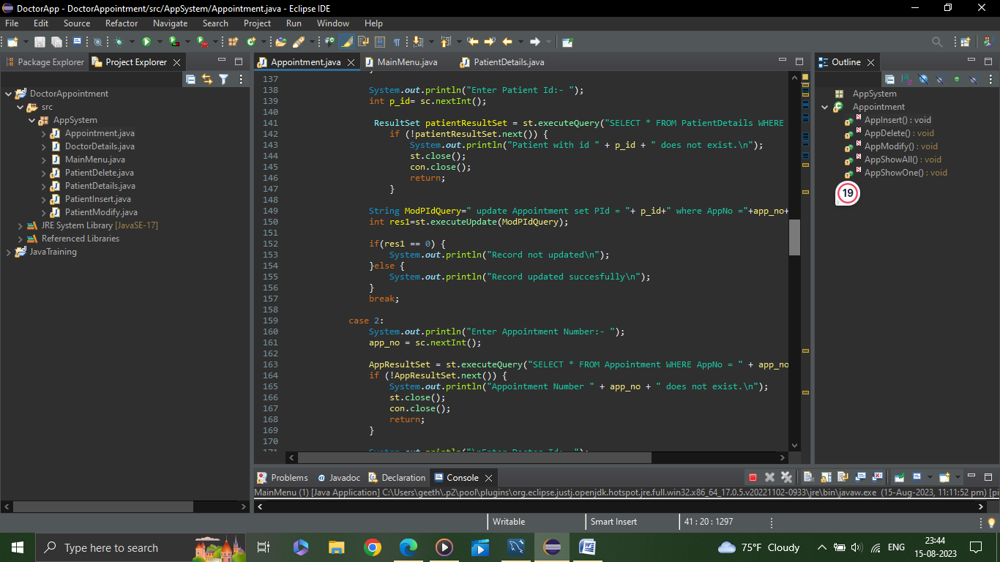 DoctorApp - DoctorAppointment/src/AppSystem/Appointment.java - Eclipse IDE
File Edit Source Refactor Navigate Search Project Run Window Help
Package Explorer Project Explorer
DoctorAppointment
src
AppSystem
Appointment.java
DoctorDetails.java
MainMenu.java
PatientDelete.java
PatientDetails.java
PatientInsert.java
PatientModify.java
JRE System Library [JavaSE-17]
Referenced Libraries
JavaTraining
Appointment.java MainMenu.java PatientDetails.java
137
138 System.out.println("Enter Patient Id:- ");
139 int p_id= sc.nextInt();
140
141 ResultSet patientResultSet = st.executeQuery("SELECT * FROM PatientDetails WHERE
142 if (!patientResultSet.next()) {
143 System.out.println("Patient with id " + p_id + " does not exist.\n");
144 st.close();
145 con.close();
146 return;
147 }
148
149 String ModPIdQuery=" update Appointment set PId = "+ p_id+" where AppNo ="+app_no+
150 int res1=st.executeUpdate(ModPIdQuery);
151
152 if(res1 == 0) {
153 System.out.println("Record not updated\n");
154 }else {
155 System.out.println("Record updated succesfully\n");
156 }
157 break;
158
159 case 2:
160 System.out.println("Enter Appointment Number:- ");
161 app_no = sc.nextInt();
162
163 AppResultSet = st.executeQuery("SELECT * FROM Appointment WHERE AppNo = " + app_no
164 if (!AppResultSet.next()) {
165 System.out.println("Appointment Number " + app_no + " does not exist.\n");
166 st.close();
167 con.close();
168 return;
169 }
170
171 System.out.println("\nEnter Doctor Id:- ");
Outline
AppSystem
Appointment
AppInsert() : void
AppDelete() : void
AppModify() : void
AppShowAll() : void
AppShowOne() : void
19
Problems Javadoc Declaration Console
MainMenu (1) [Java Application] C:\Users\geeth\.p2\pool\plugins\org.eclipse.justj.openjdk.hotspot.jre.full.win32.x86_64_17.0.5.v20221102-0933\jre\bin\javaw.exe (15-Aug-2023, 11:11:52 pm) [pi
Writable Smart Insert 41 : 20 : 1297
Type here to search
75°F Cloudy
ENG
23:44
15-08-2023